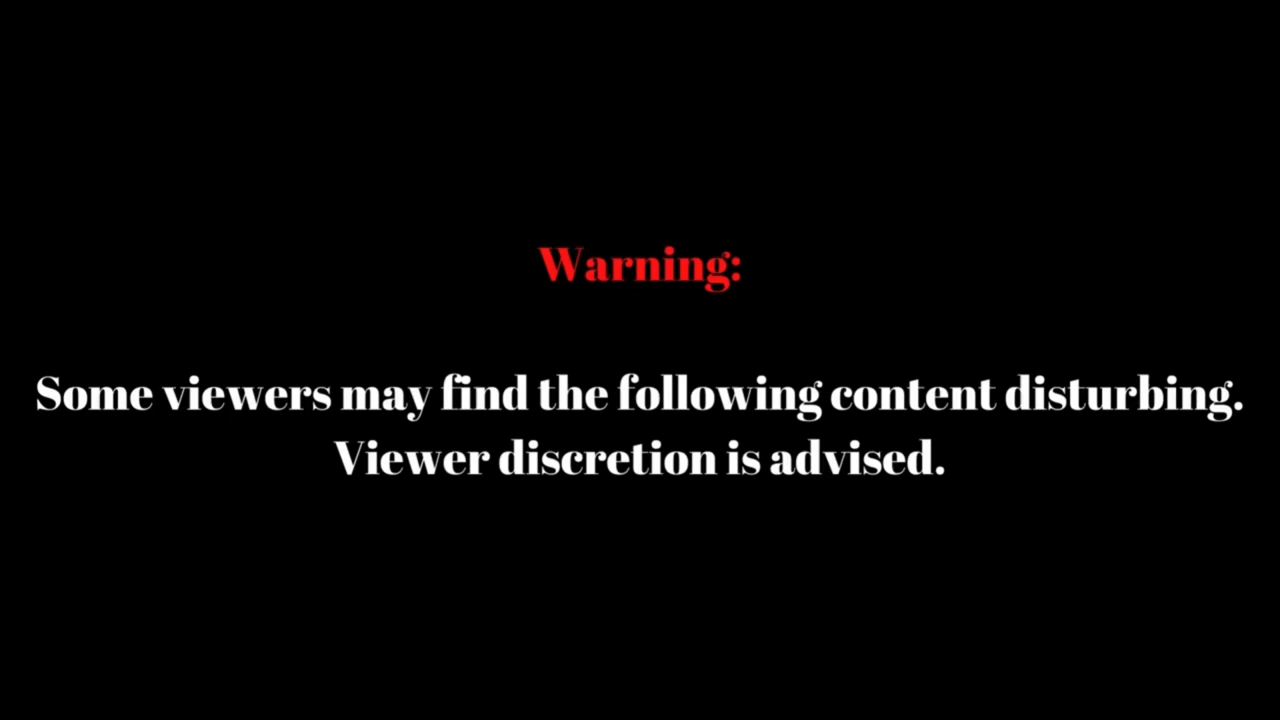 Warning:
Some viewers may find the following content disturbing.
Viewer discretion is advised.